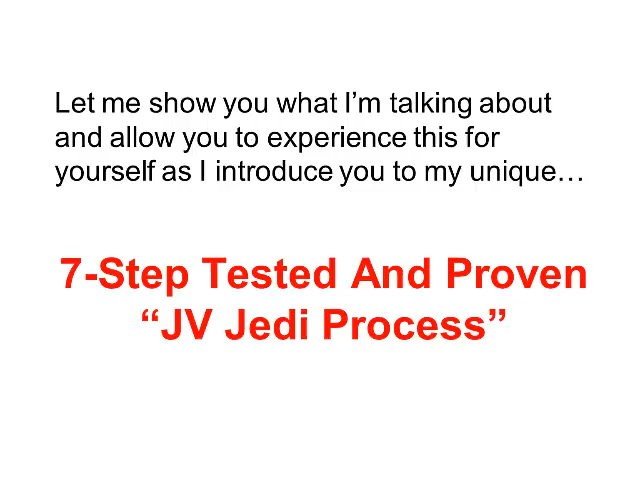 Let me show you what I’m talking about
and allow you to experience this for
yourself as I introduce you to my unique…
7-Step Tested And Proven
“JV Jedi Process”